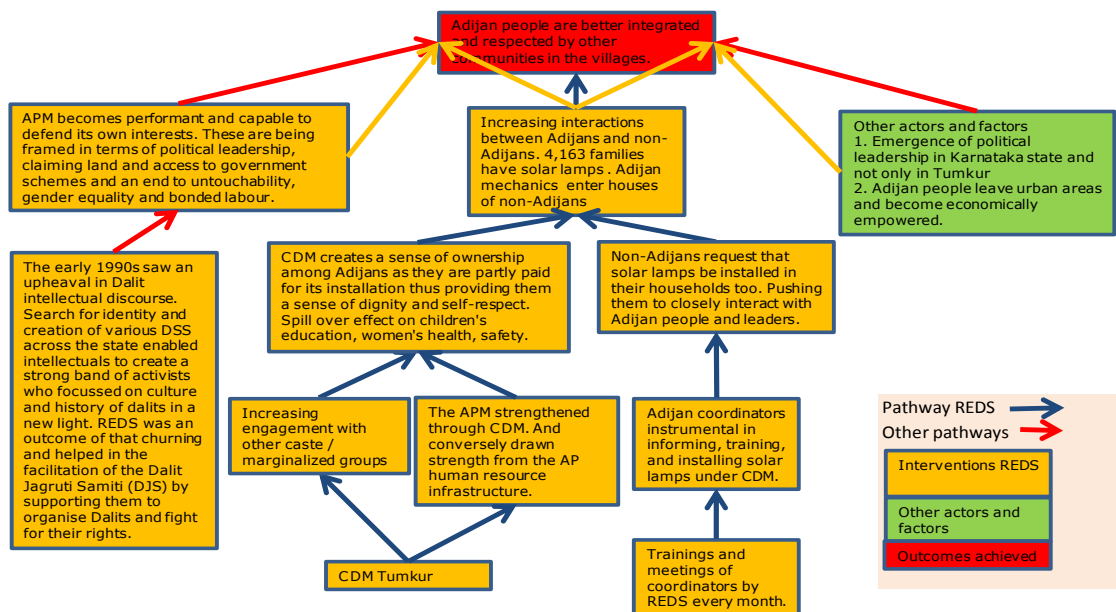 Adijan people are better integrated
and respected by other
communities in the villages.
APM becomes performant and capable to
defend its own interests. These are being
framed in terms of political leadership,
claiming land and access to government
schemes and an end to untouchability,
gender equality and bonded labour.
Increasing interactions
between Adijans and non-
Adijans. 4,163 families
have solar lamps . Adijan
mechanics enter houses
of non-Adijans
Other actors and factors
1. Emergence of political
leadership in Karnataka state and
not only in Tumkur
2. Adijan people leave urban areas
and become economically
empowered.
The early 1990s saw an
upheaval in Dalit
intellectual discourse.
Search for identity and
creation of various DSS
across the state enabled
intellectuals to create a
strong band of activists
who focussed on culture
and history of dalits in a
new light. REDS was an
outcome of that churning
and helped in the
facilitation of the Dalit
Jagruti Samiti (DJS) by
supporting them to
organise Dalits and fight
for their rights.
CDM creates a sense of ownership
among Adijans as they are partly paid
for its installation thus providing them
a sense of dignity and self-respect.
Spill over effect on children's
education, women's health, safety.
Non-Adijans request that
solar lamps be installed in
their households too. Pushing
them to closely interact with
Adijan people and leaders.
Increasing
engagement with
other caste /
marginalized groups
The APM strengthened
through CDM. And
conversely drawn
strength from the AP
human resource
infrastructure.
Adijan coordinators
instrumental in
informing, training,
and installing solar
lamps under CDM.
CDM Tumkur
Trainings and
meetings of
coordinators by
REDS every month.
Pathway REDS
Other pathways
Interventions REDS
Other actors and
factors
Outcomes achieved